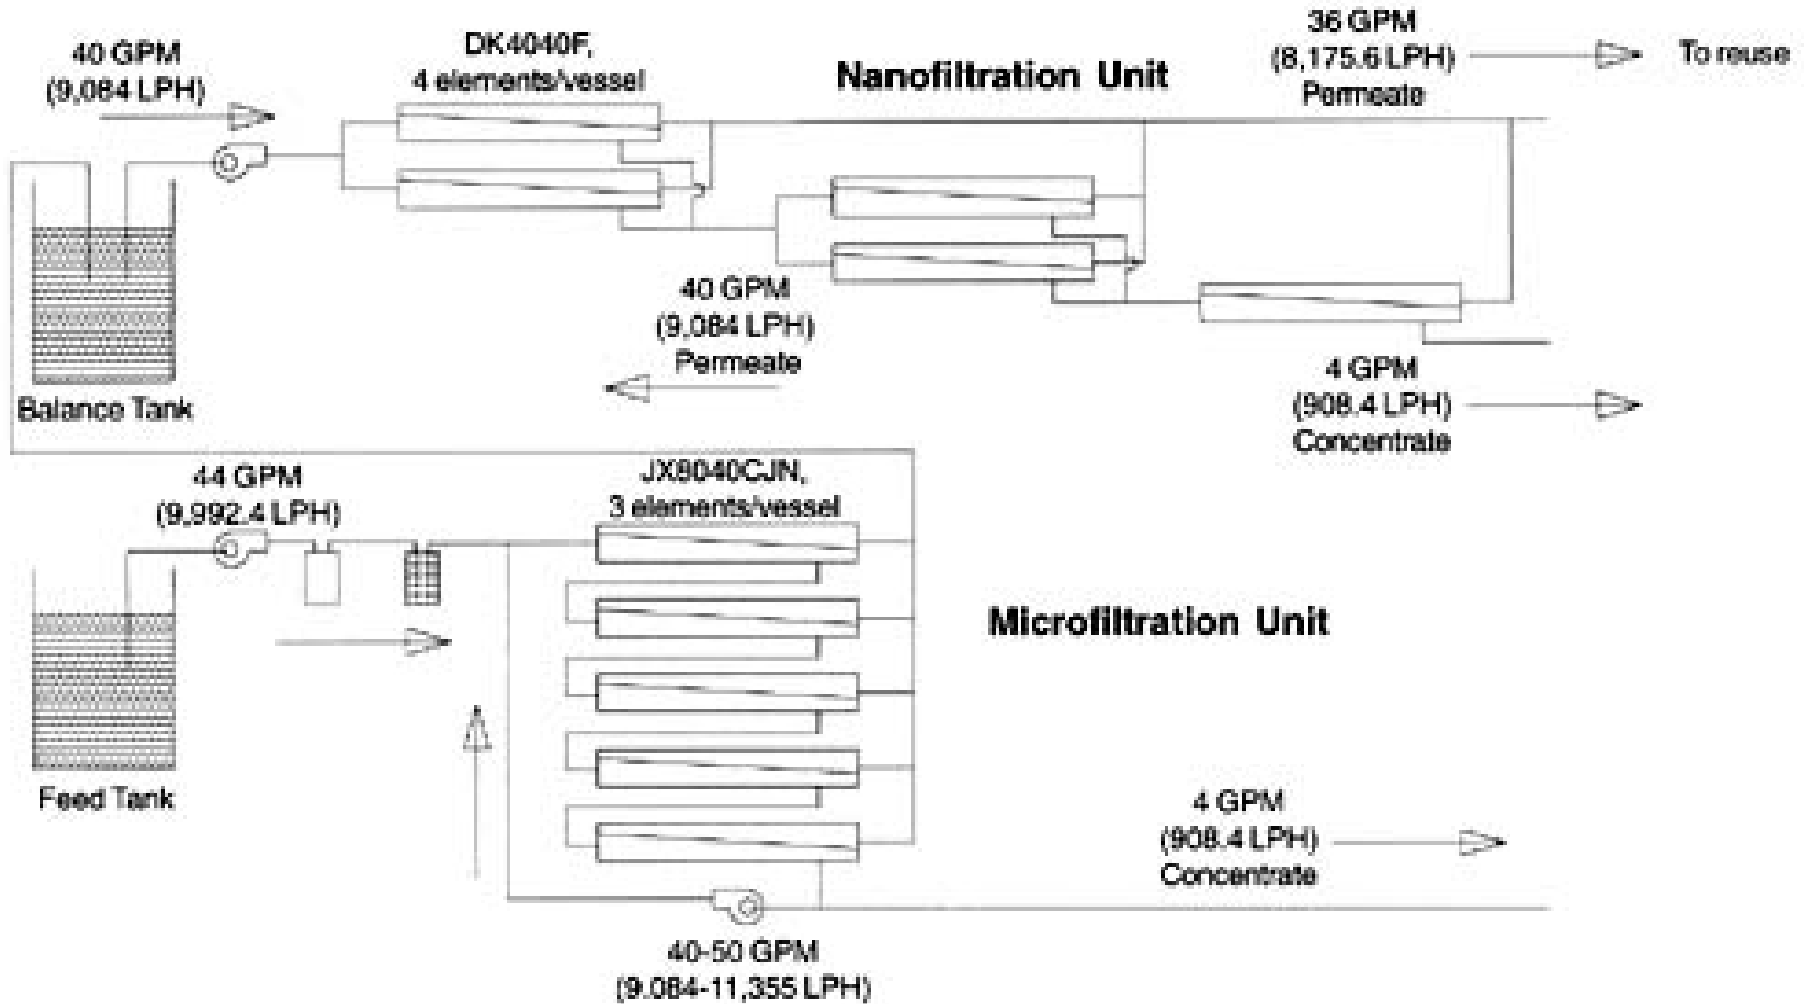 40 GPM
(9,084 LPH)
DK4040F,
4 elements/vessel
Nanofiltration Unit
36 GPM
(8,175.6 LPH)
Permeate
To reuse
40 GPM
(9,084 LPH)
Permeate
Balance Tank
4 GPM
(908.4 LPH)
Concentrate
44 GPM
(9,992.4 LPH)
JX8040CJN,
3 elements/vessel
Microfiltration Unit
Feed Tank
4 GPM
(908.4 LPH)
Concentrate
40-50 GPM
(9.084-11,355 LPH)